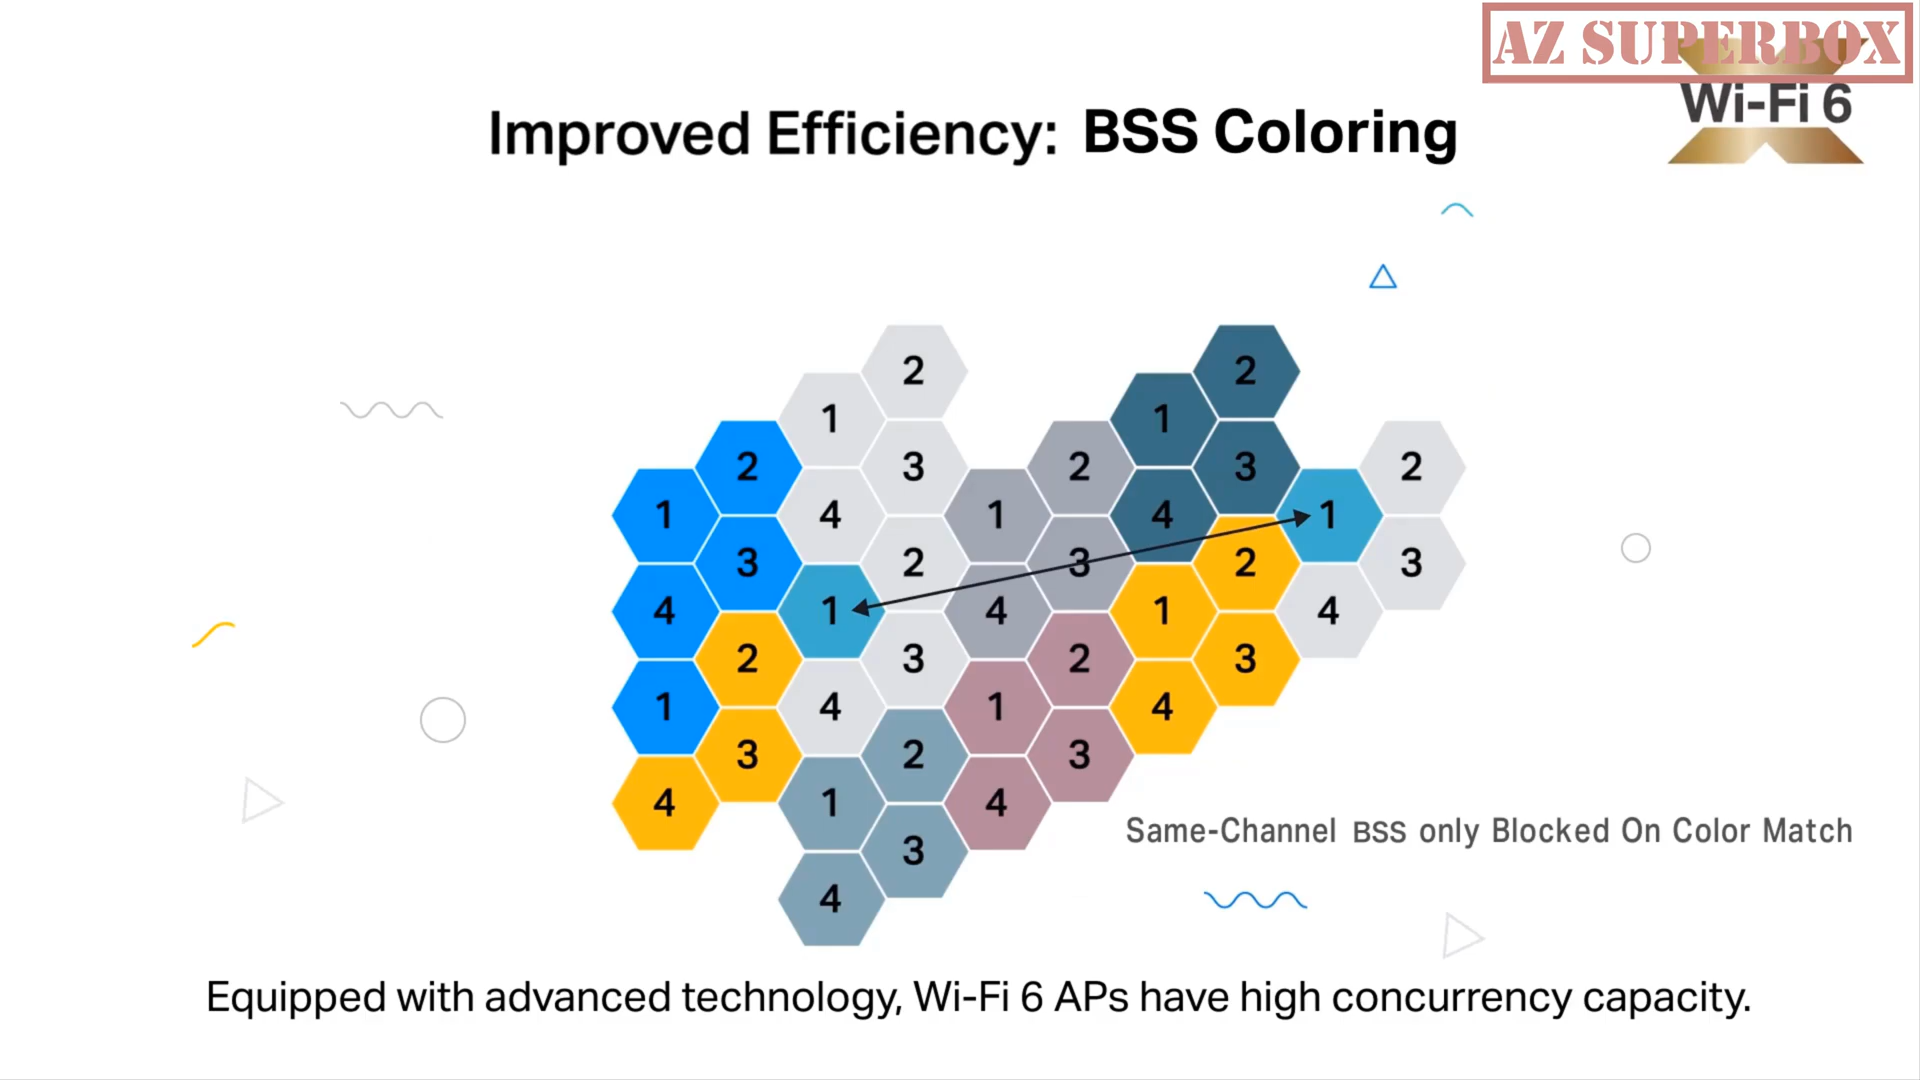 AZ SUPERBOX
Wi-Fi 6
Improved Efficiency: BSS Coloring
2 2
1 1
2 3 2 3 2
1 4 1 4 1
3 2 3 2 3
4 1 4 1 4
2 3 2 3
1 4 1 4
3 2 3
4 1 4
3
4
Same-Channel BSS only Blocked On Color Match
Equipped with advanced technology, Wi-Fi 6 APs have high concurrency capacity.